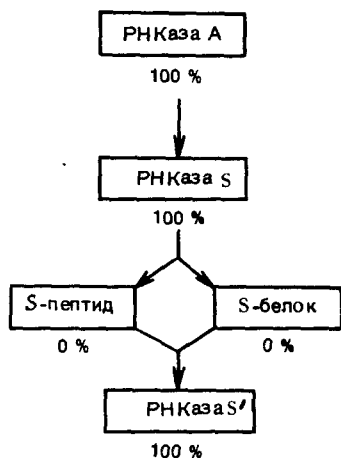 РНКаза А
100 %
РНКаза S
100 %
S-пептид S-белок
0 % 0 %
РНКаза S′
100 %